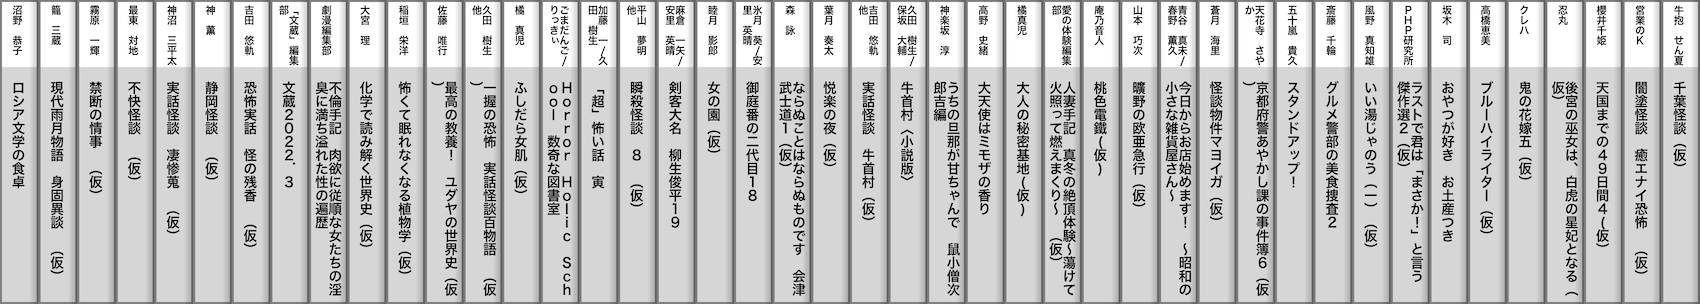 牛抱 せん夏
千葉怪談（仮）
営業のK
闇塗怪談 癒エナイ恐怖 （仮）
櫻井千姫
天国までの49日間4（仮）
忍丸
後宮の巫女は、白虎の星妃となる（
仮）
クレハ
鬼の花嫁五（仮）
高橋恵美
ブルーハイライター（仮）
坂木 司
おやつが好き お土産つき
PHP研究所
ラストで君は「まさか！」と言う
傑作選2（仮）
風野 真知雄
いい湯じゃのう（一）（仮）
斎藤 千輪
グルメ警部の美食捜査2
五十嵐 貴久
スタンドアップ！
天花寺 さや
か
京都府警あやかし課の事件簿6（仮
）
蒼月 海里
怪談物件マヨイガ（仮）
青谷 真未/
春野 薫久
今日からお店始めます！ ～昭和の
小さな雑貨屋さん～
山本 巧次
曠野の欧亜急行（仮）
庵乃音人
桃色電鐵(仮)
愛の体験編集
部
人妻手記 真冬の絶頂体験～蕩けて
火照って燃えまくり～ （仮）
橘真児
大人の秘密基地(仮)
高野 史緒
大天使はミモザの香り
神楽坂 淳
うちの旦那が甘ちゃんで 鼠小僧次
郎吉編
久田 樹生/
保坂 大輔
牛首村〈小説版〉
吉田 悠軌
他
実話怪談 牛首村（仮）
葉月 奏太
悦楽の夜（仮）
森 詠
ならぬことはならぬものです 会津
武士道1（仮）
氷月 葵/安
里 英晴
御庭番の二代目18
睦月 影郎
女の園（仮）
麻倉 一矢/
安里 英晴
剣客大名 柳生俊平19
平山 夢明
他
瞬殺怪談 8 （仮）
加藤 一/久
田 樹生
「超」怖い話 寅
ごまだんご/
りっきぃ
Horror Holic Sch
ool 数奇な図書室
橘 真児
ふしだら女肌（仮）
久田 樹生
他
一握の恐怖 実話怪談百物語 （仮
）
佐藤 唯行
最高の教養！ ユダヤの世界史（仮
）
稲垣 栄洋
怖くて眠れなくなる植物学（仮）
大宮 理
化学で読み解く世界史（仮）
劇漫編集部
不倫手記 肉欲に従順な女たちの淫
臭に満ち溢れた性の遍歴
「文蔵」編集
部
文蔵2022.3
吉田 悠軌
恐怖実話 怪の残香 （仮）
神 薫
静岡怪談 （仮）
神沼 三平太
実話怪談 凄惨蒐 （仮）
最東 対地
不快怪談 （仮）
霧原 一輝
禁断の情事 （仮）
籠 三蔵
現代雨月物語 身固異談 （仮）
沼野 恭子
ロシア文学の食卓